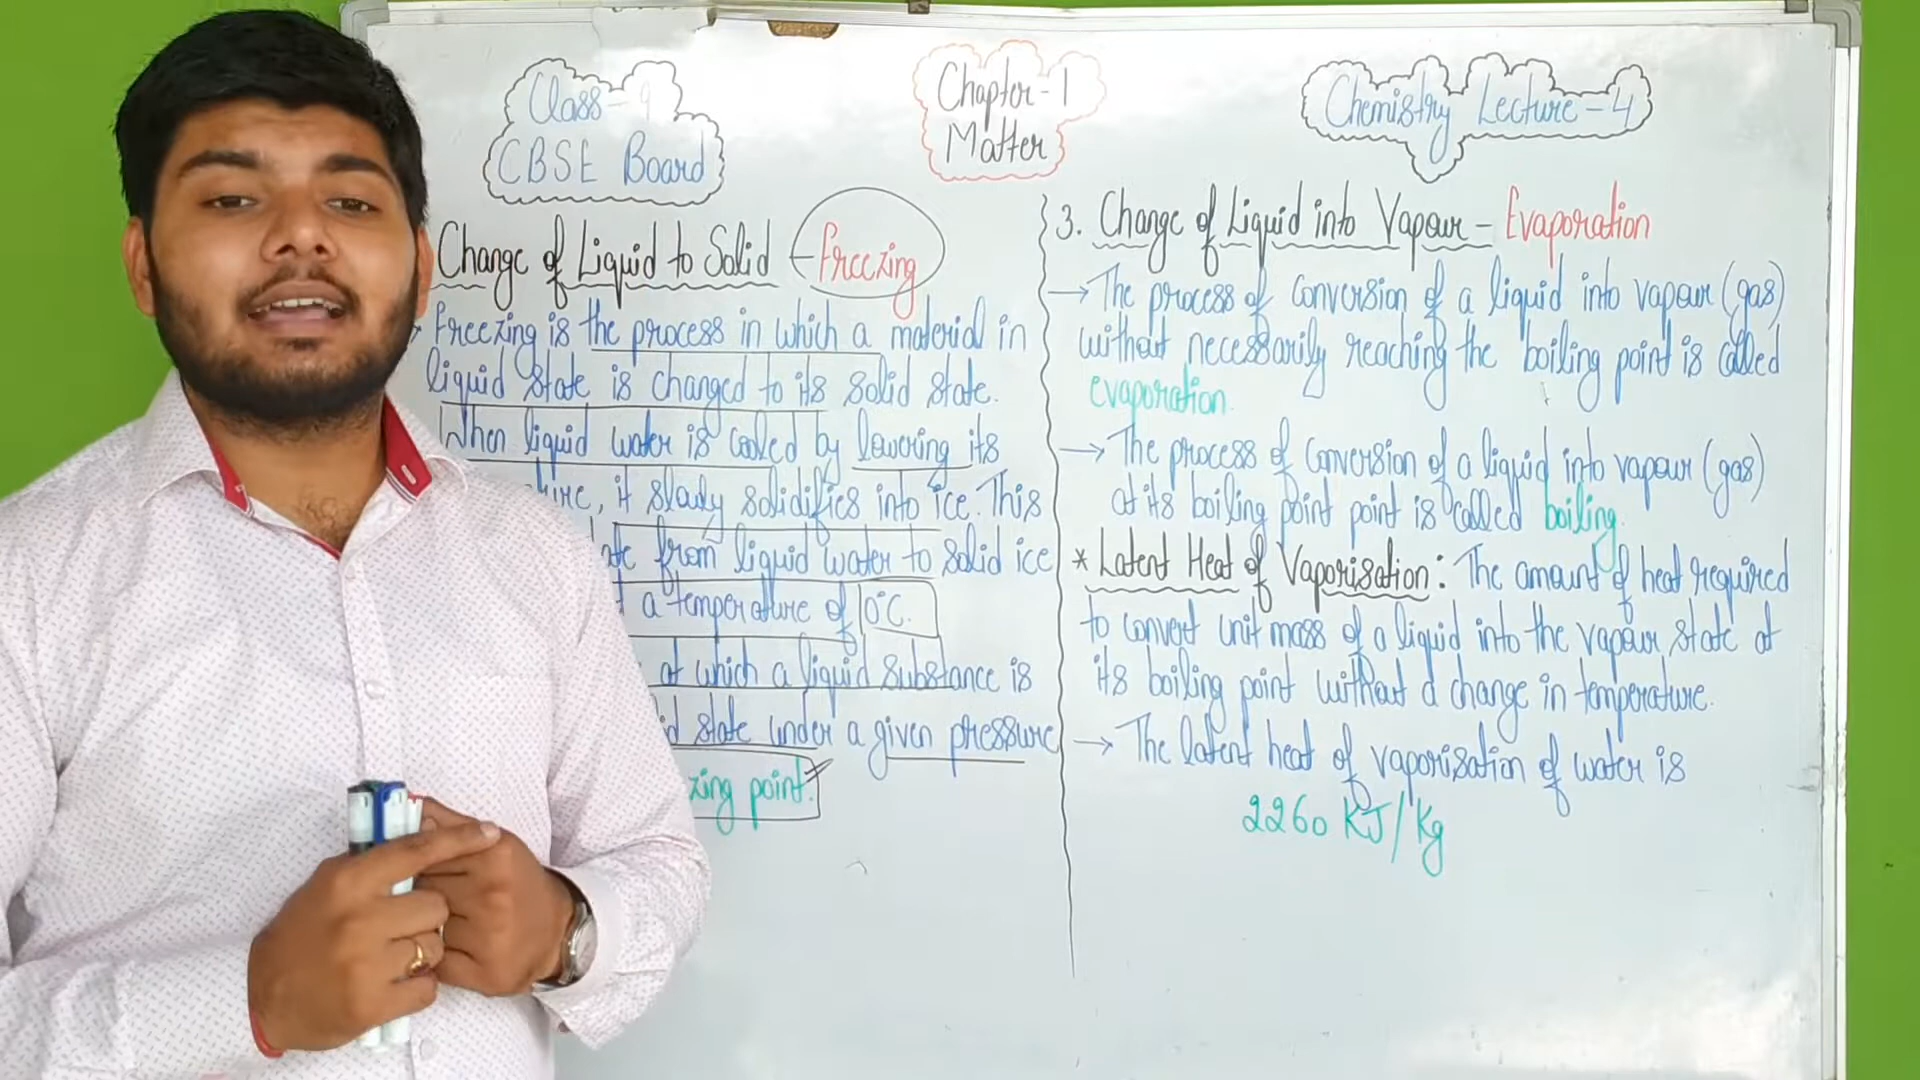 Class-9
CBSE Board
Chapter-1
Matter
Chemistry Lecture-4
Change of Liquid to Solid - Freezing
Freezing is the process in which a material in
liquid state is changed to its solid state.
When liquid water is cooled by lowering its
, it slowly solidifies into ice. This
from liquid water to solid ice
a temperature of 0°C.
at which a liquid substance is
state under a given pressure
point.
3. Change of Liquid into Vapour - Evaporation
→ The process of conversion of a liquid into vapour (gas)
without necessarily reaching the boiling point is called
evaporation.
→ The process of conversion of a liquid into vapour (gas)
at its boiling point point is called boiling.
* Latent Heat of Vaporisation: The amount of heat required
to convert unit mass of a liquid into the vapour state at
its boiling point without a change in temperature.
→ The latent heat of vaporisation of water is
2260 KJ/Kg